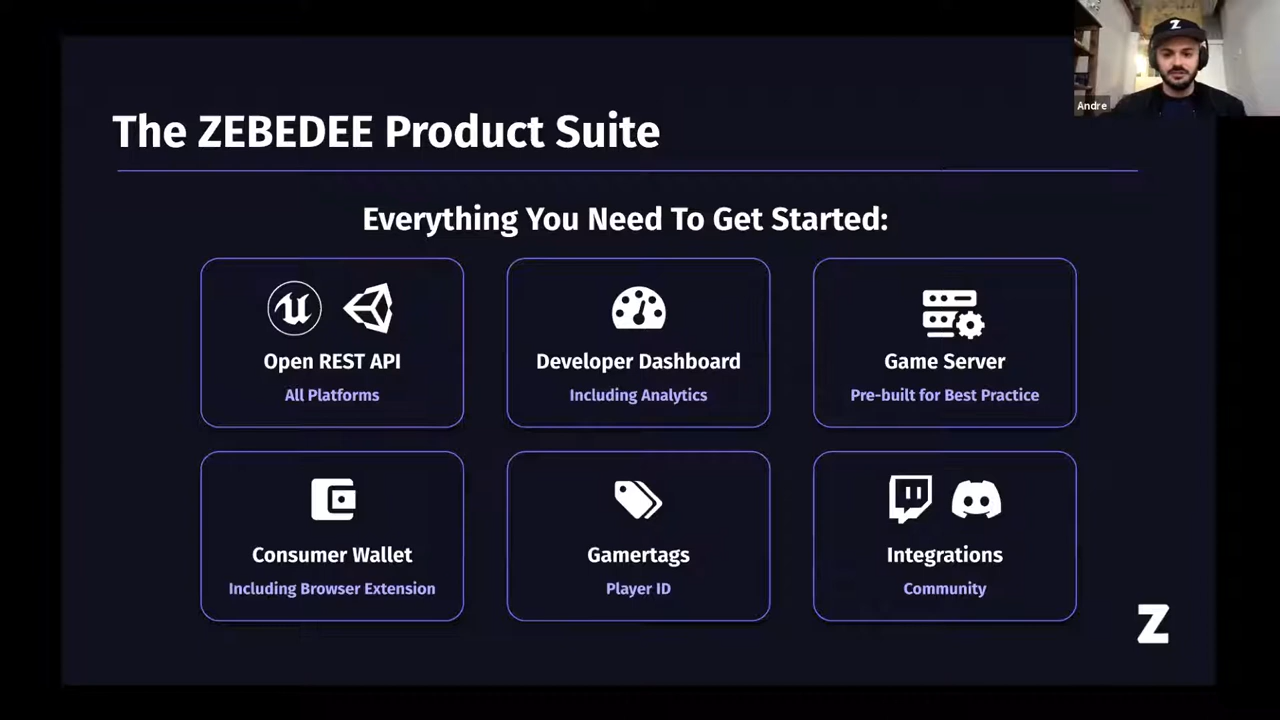 Andre
The ZEBEDEE Product Suite
Everything You Need To Get Started:
Open REST API
All Platforms
Developer Dashboard
Including Analytics
Game Server
Pre-built for Best Practice
Consumer Wallet
Including Browser Extension
Gamertags
Player ID
Integrations
Community
Z